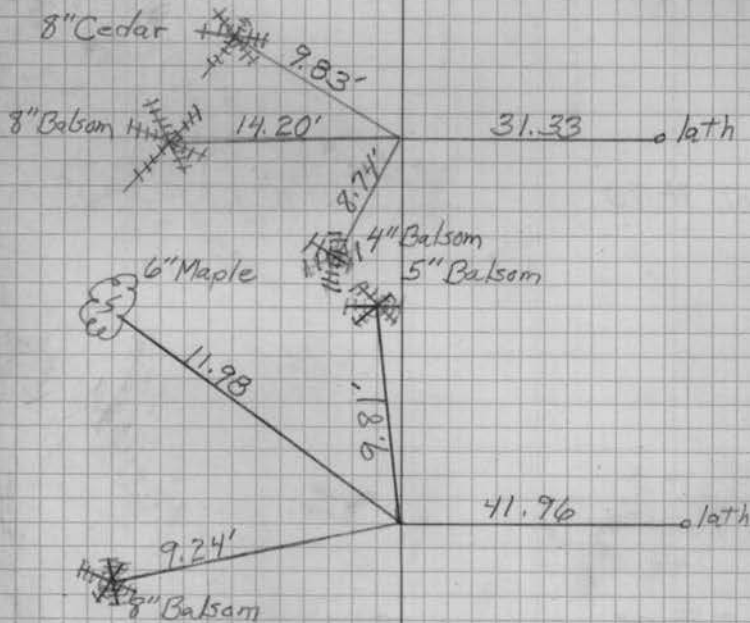 8"Cedar
9.83'
8"Balsam
14.20'
31.33
lath
8.74'
4"Balsam
5"Balsam
6"Maple
11.98
9.81'
41.96
lath
9.24'
8"Balsam